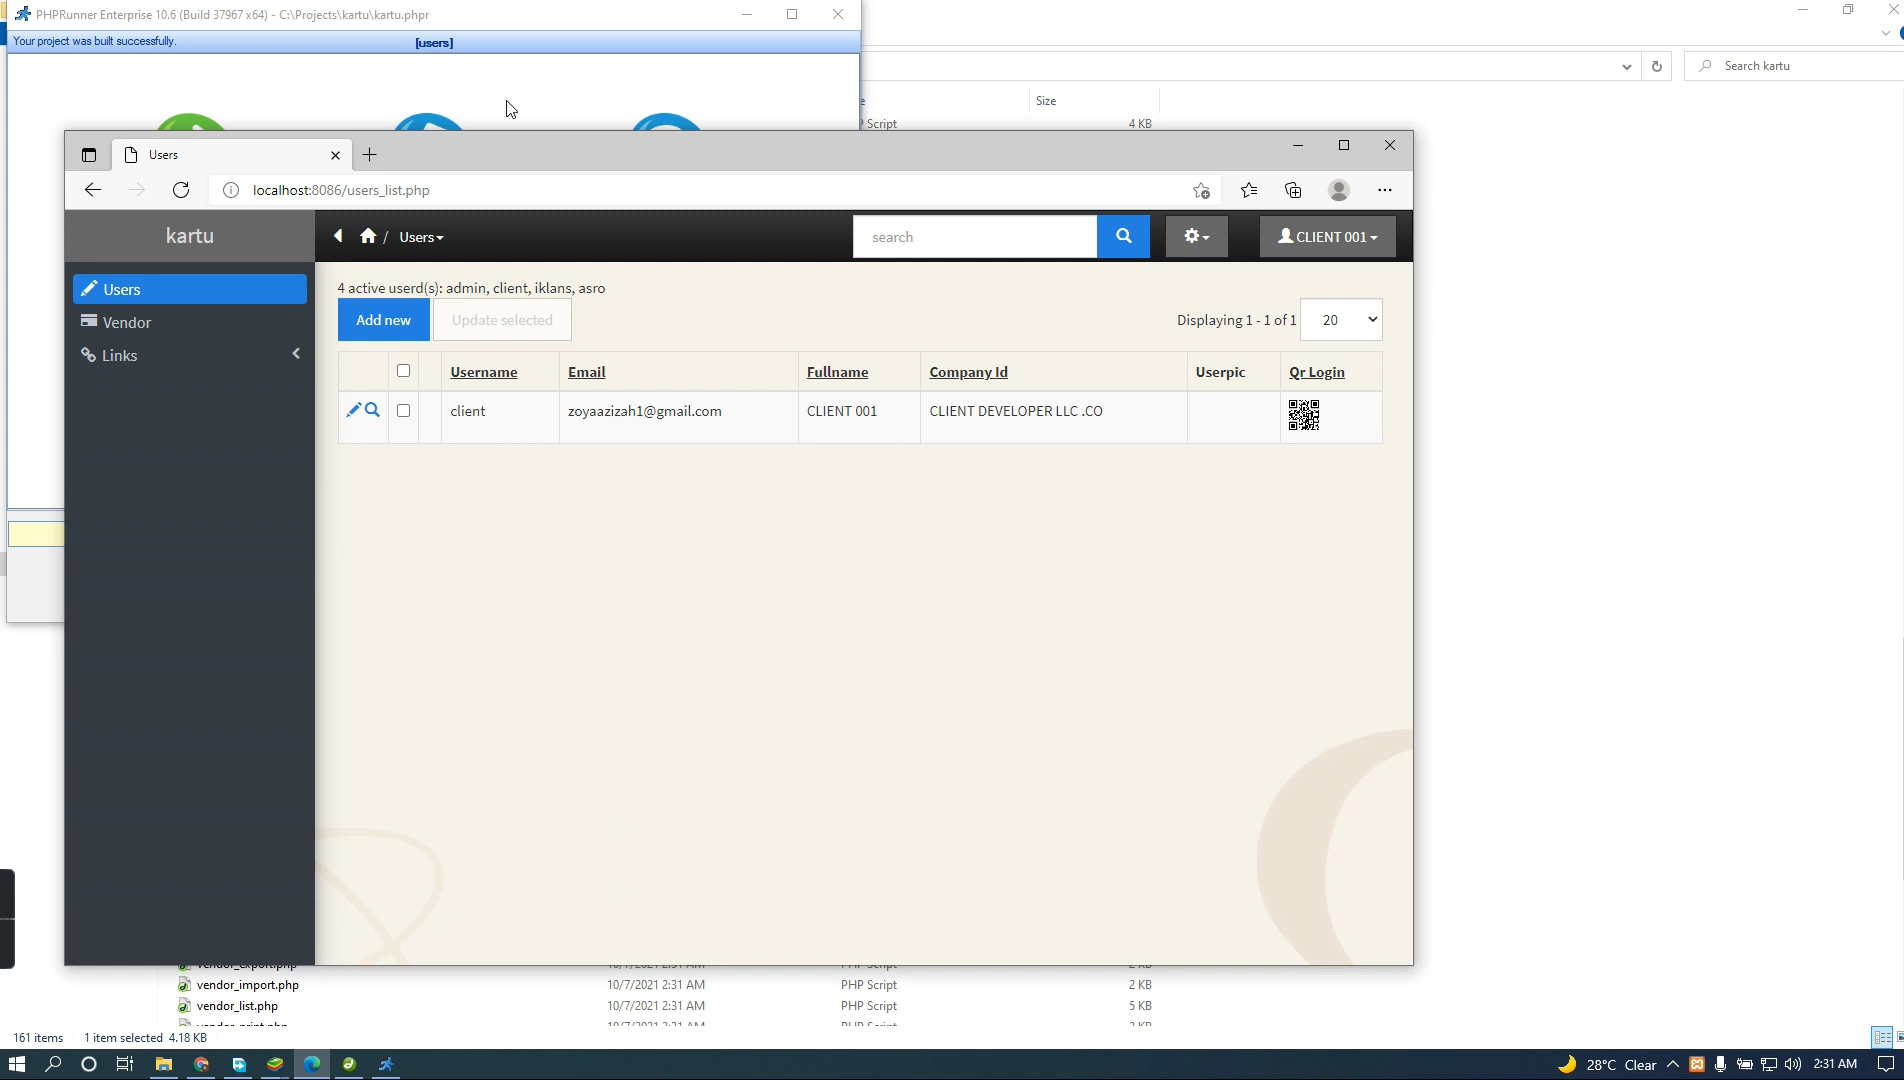 PHPRunner Enterprise 10.6 (Build 37967 x64) - C:\Projects\kartu\kartu.phpr
Your project was built successfully.
[users]
Search kartu
Size
Script
4 KB
Users
localhost:8086/users_list.php
kartu
/ Users
search
CLIENT 001
Users
Vendor
Links
4 active userd(s): admin, client, iklans, asro
Add new
Update selected
Displaying 1 - 1 of 1
20
Username
Email
Fullname
Company Id
Userpic
Qr Login
client
zoyaazizah1@gmail.com
CLIENT 001
CLIENT DEVELOPER LLC .CO
vendor_import.php
10/7/2021 2:31 AM
PHP Script
2 KB
vendor_list.php
10/7/2021 2:31 AM
PHP Script
5 KB
161 items
1 item selected 4.18 KB
28°C Clear
2:31 AM